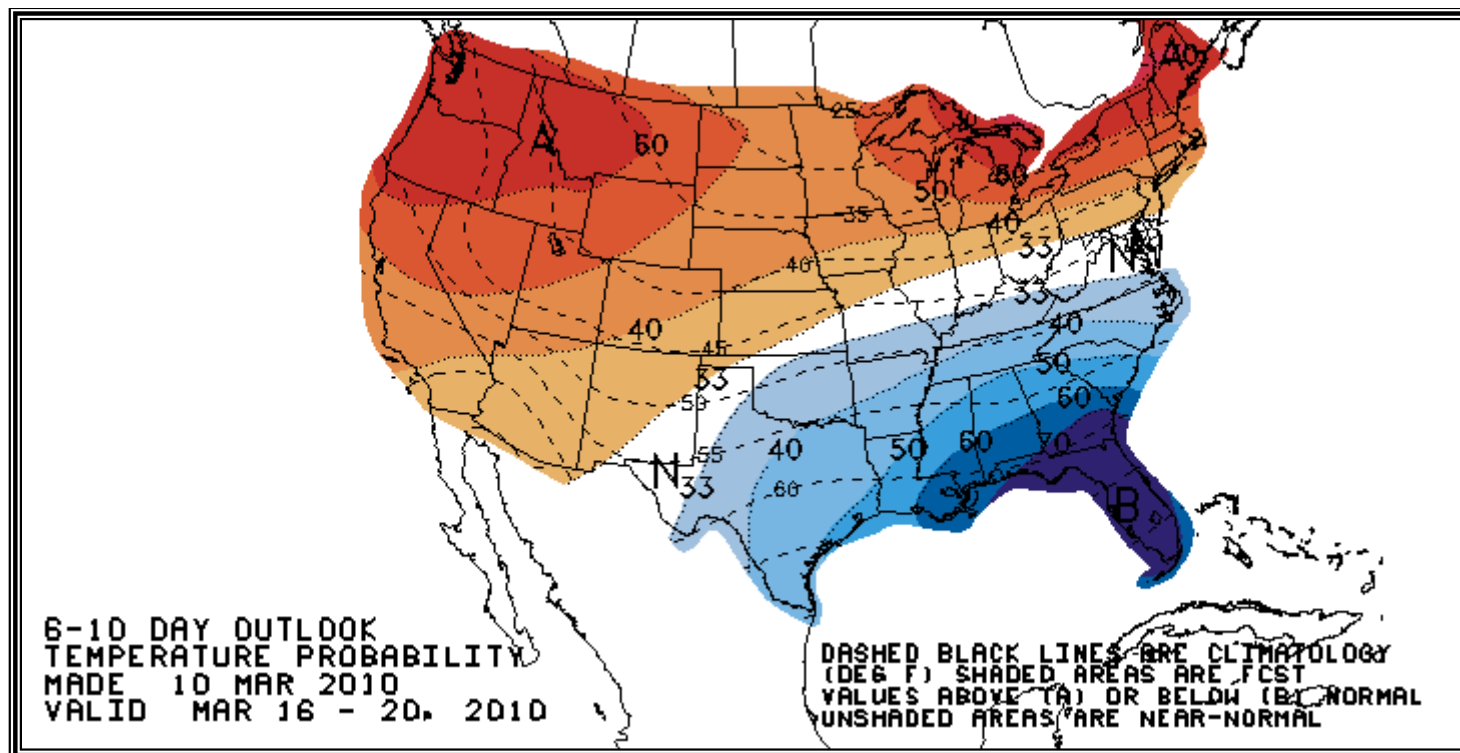 A
A
60
25
60
50
35
40
33
40
N
33
40
40
45
33
50
50
60
N
33
55
60
40
50
60
70
B
6-10 DAY OUTLOOK
TEMPERATURE PROBABILITY
MADE 10 MAR 2010
VALID MAR 16 - 20, 2010
DASHED BLACK LINES ARE CLIMATOLOGY
(DEG F) SHADED AREAS ARE FCST
VALUES ABOVE (A) OR BELOW (B) NORMAL
UNSHADED AREAS ARE NEAR-NORMAL